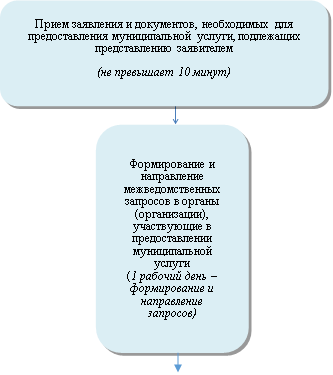 Прием заявления и документов, необходимых для
предоставления муниципальной услуги, подлежащих
представлению заявителем
(не превышает 10 минут)
Формирование и
направление
межведомственных
запросов в органы
(организации),
участвующие в
предоставлении
муниципальной
услуги
(1 рабочий день –
формирование и
направление
запросов)